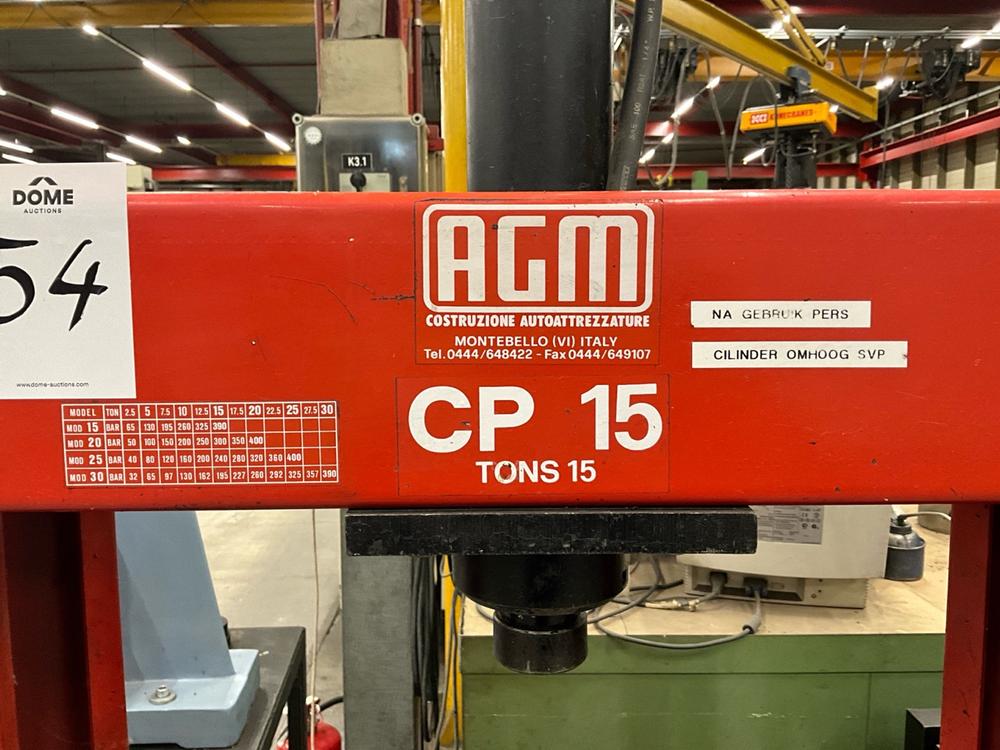 DŌME
AUCTIONS
54
www.dome-auctions.com
K3.1
KONECRANES
AGM
COSTRUZIONE AUTOATTREZZATURE
MONTEBELLO (VI) ITALY
Tel. 0444/648422 - Fax 0444/649107
CP 15
TONS 15
NA GEBRUIK PERS
CILINDER OMHOOG SVP
MODEL TON 2.5 5 7.5 10 12.5 15 17.5 20 22.5 25 27.5 30
MOD 15 BAR 65 130 195 260 325 390
MOD 20 BAR 50 100 150 200 250 300 350 400
MOD 25 BAR 40 80 120 160 200 240 280 320 360 400
MOD 30 BAR 32 65 97 130 162 195 227 260 292 325 357 390